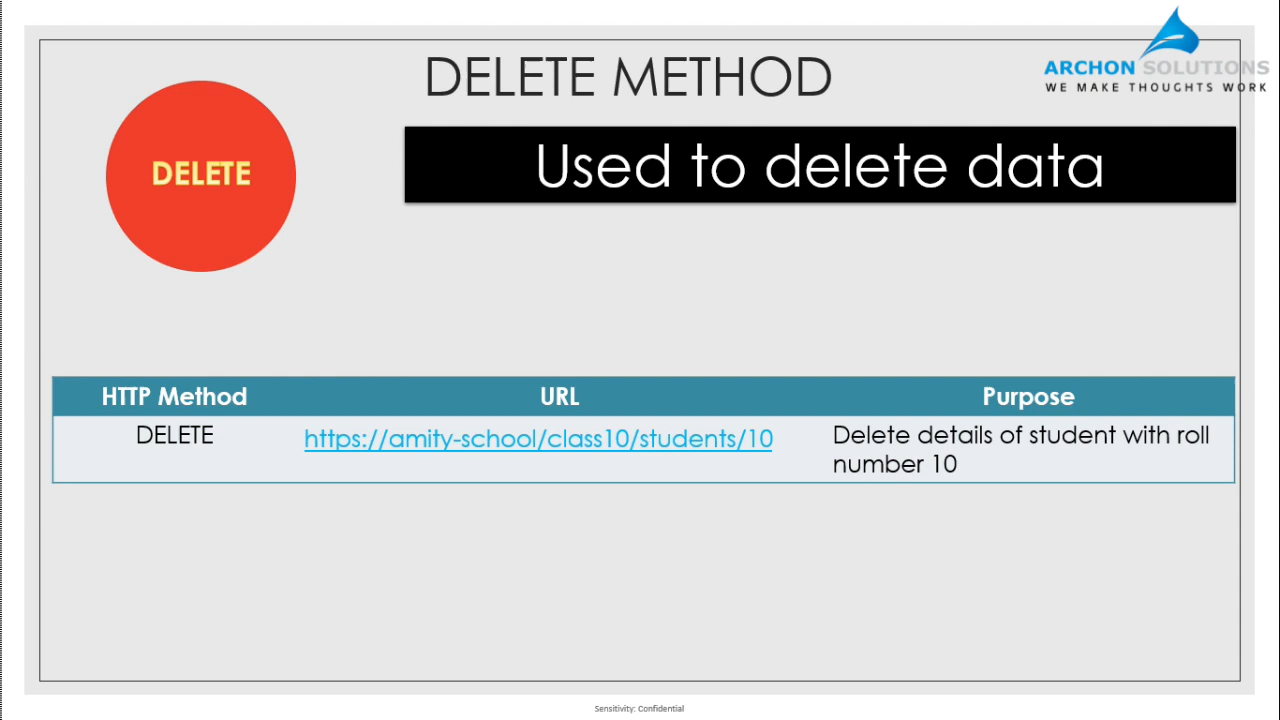 DELETE METHOD
ARCHON SOLUTIONS
WE MAKE THOUGHTS WORK
DELETE
Used to delete data
HTTP Method URL Purpose
DELETE https://amity-school/class10/students/10 Delete details of student with roll
number 10
Sensitivity: Confidential